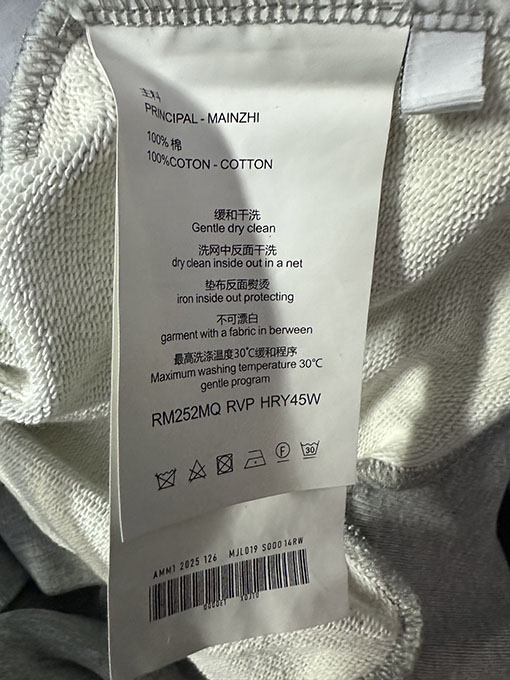 主料
PRINCIPAL - MAINZHI
100% 棉
100%COTON - COTTON
缓和干洗
Gentle dry clean
洗网中反面干洗
dry clean inside out in a net
垫布反面熨烫
iron inside out protecting
不可漂白
garment with a fabric in berween
最高洗涤温度30℃缓和程序
Maximum washing temperature 30℃
gentle program
RM252MQ RVP HRY45W
F
30
AMM1 2025 126 MJL019 S000 14RW